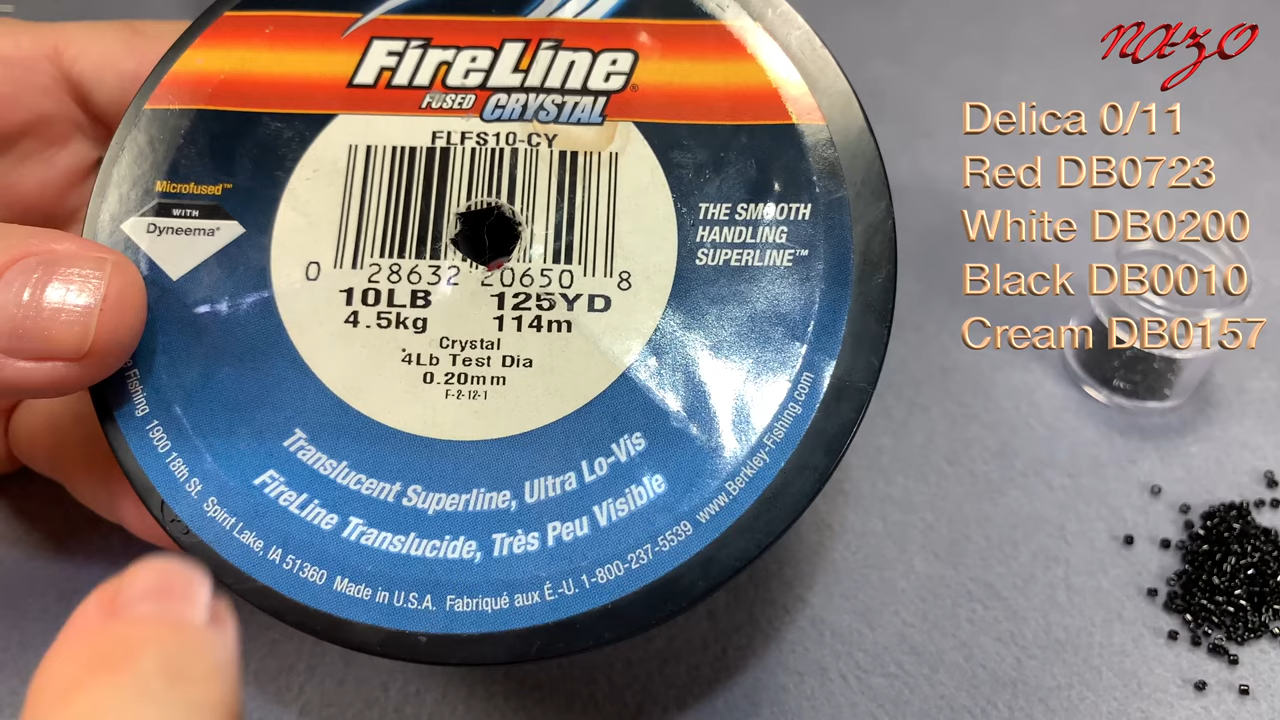 FireLine®
FUSED CRYSTAL
FLFS10-CY
Microfused™
WITH
Dyneema®
THE SMOOTH
HANDLING
SUPERLINE™
0 28632 20650 8
10LB 125YD
4.5kg 114m
Crystal
4Lb Test Dia
0.20mm
F-2-12-1
Translucent Superline, Ultra Lo-Vis
FireLine Translucide, Très Peu Visible
Fishing 1900 18th St. Spirit Lake, IA 51360 Made in U.S.A. Fabriqué aux É.-U. 1-800-237-5539 www.Berkley-Fishing.com
nazo
Delica 0/11
Red DB0723
White DB0200
Black DB0010
Cream DB0157